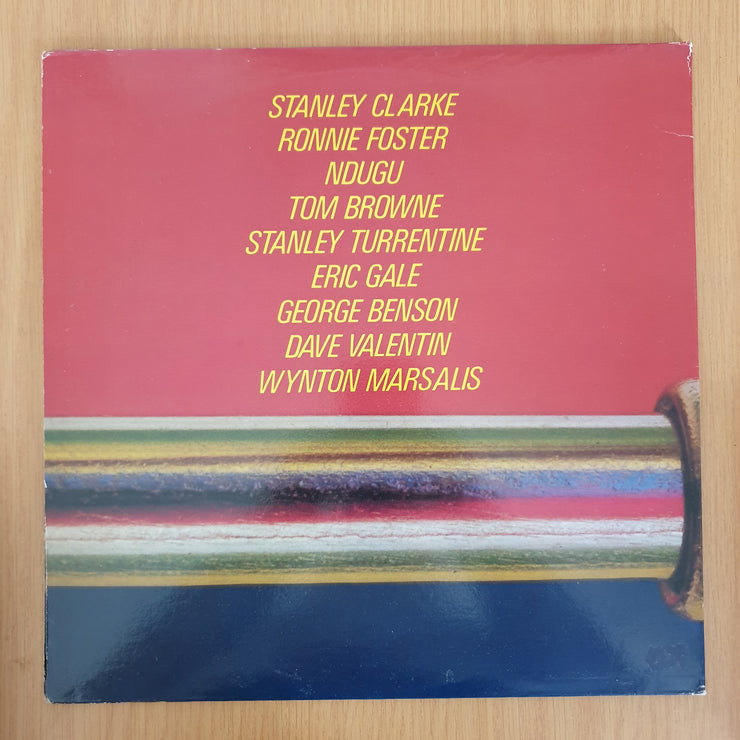 STANLEY CLARKE
RONNIE FOSTER
NDUGU
TOM BROWNE
STANLEY TURRENTINE
ERIC GALE
GEORGE BENSON
DAVE VALENTIN
WYNTON MARSALIS